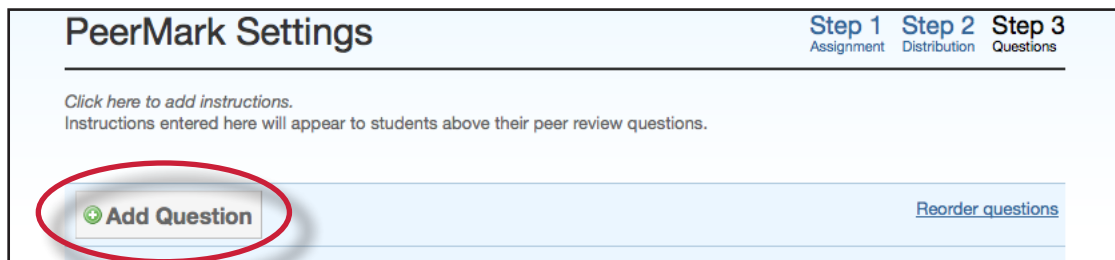 PeerMark Settings
Step 1 Step 2 Step 3
Assignment Distribution Questions
Click here to add instructions.
Instructions entered here will appear to students above their peer review questions.
Add Question
Reorder questions